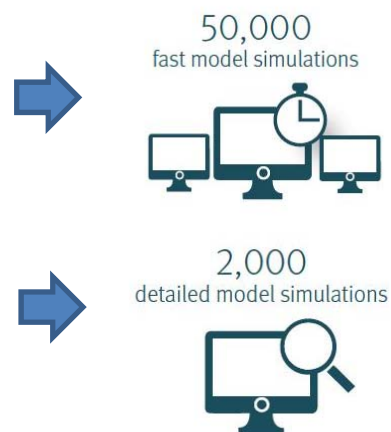 50,000
fast model simulations
2,000
detailed model simulations